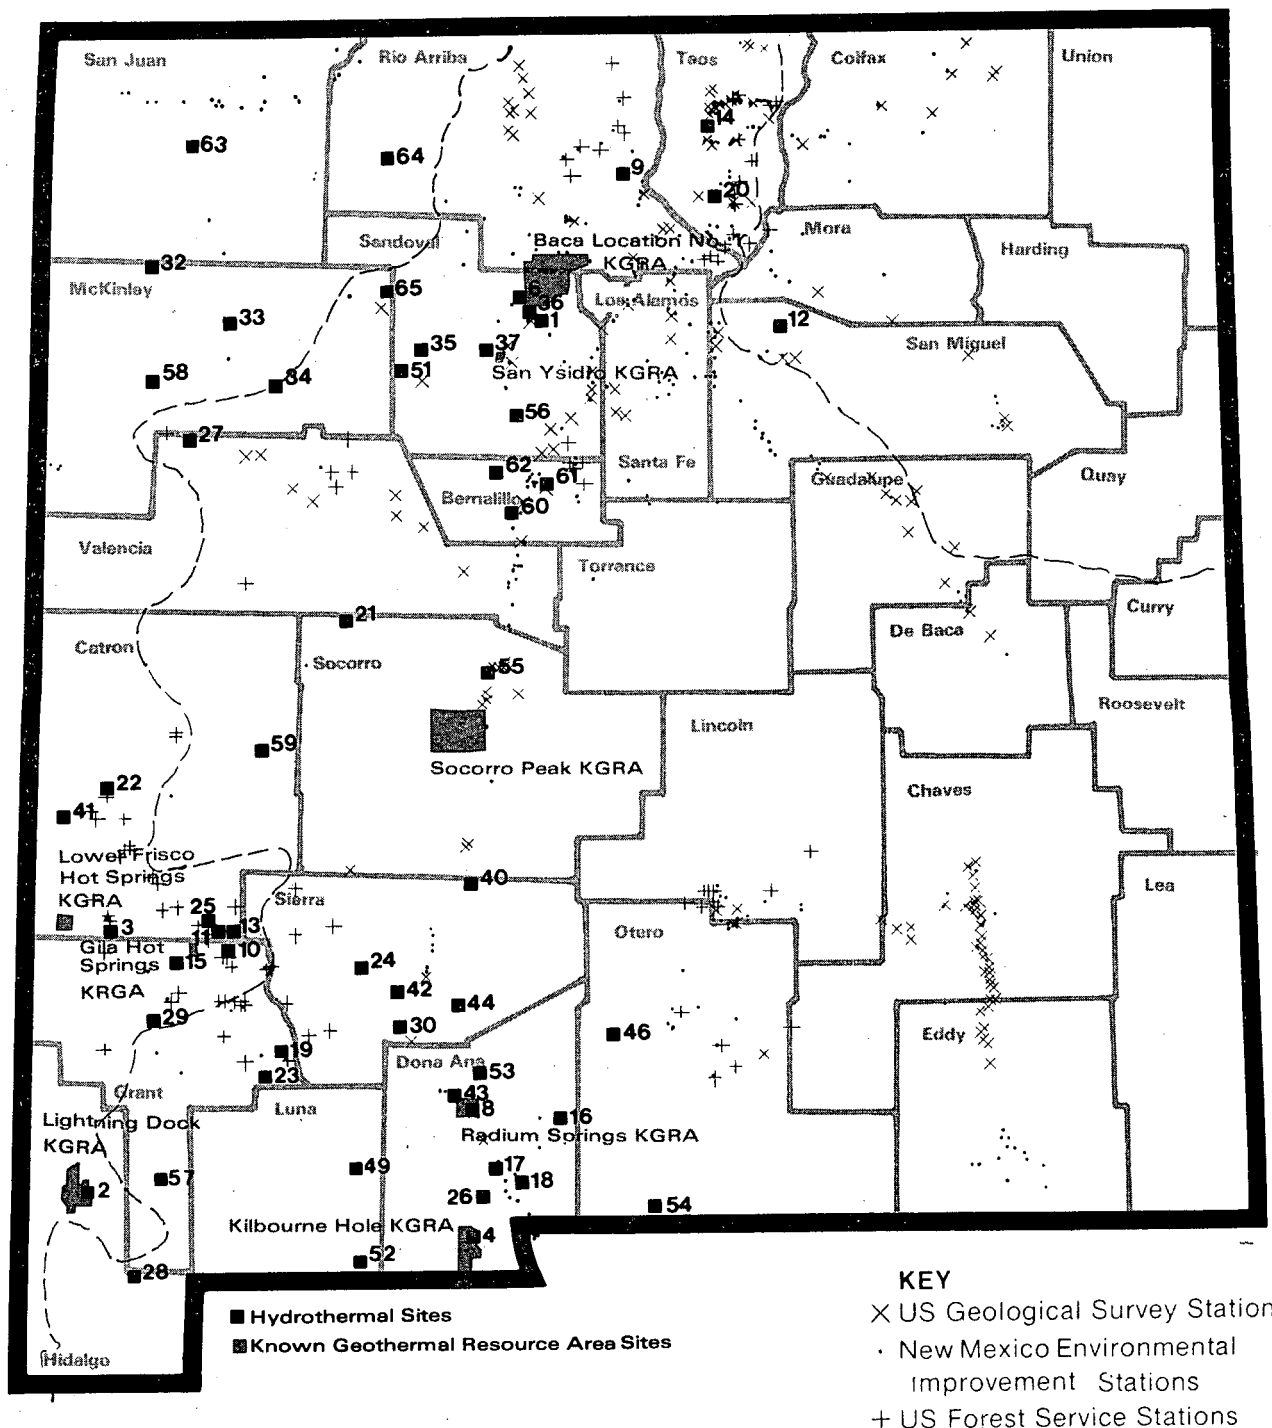 San Juan
Rio Arriba
Taos
Colfax
Union
14
63
64
9
20
Sandoval
Baca Location No. 1
KGRA
Mora
Harding
32
McKinley
65
6
36
1
Los Alamos
12
33
35
37
San Miguel
58
34
51
San Ysidro KGRA
56
27
62
61
Santa Fe
Guadalupe
Quay
Bernalillo
60
Valencia
Torrance
21
Curry
Catron
Socorro
De Baca
55
Roosevelt
Lincoln
59
Socorro Peak KGRA
22
Chaves
41
Lower Frisco
Hot Springs
KGRA
40
Sierra
Lea
25
3
11
13
Otero
Gila Hot
Springs
KRGA
15
10
24
42
44
29
30
46
Eddy
19
Dona Ana
53
23
43
Grant
Luna
8
16
Lightning Dock
KGRA
Radium Springs KGRA
57
49
17
18
2
26
54
Kilbourne Hole KGRA
4
52
28
Hidalgo
Hydrothermal Sites
Known Geothermal Resource Area Sites
KEY
X US Geological Survey Station
· New Mexico Environmental
Improvement Stations
+ US Forest Service Stations